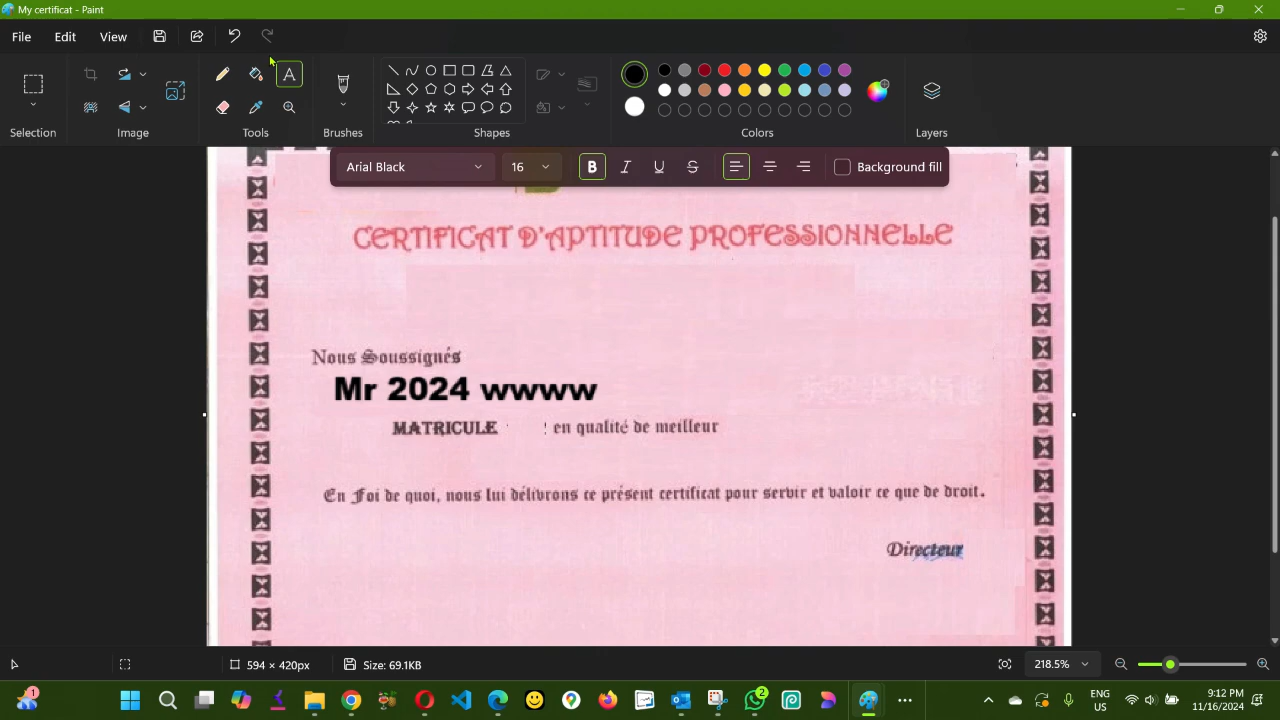 My certificat - Paint
File Edit View
Selection Image Tools Brushes Shapes Colors Layers
Arial Black 16 B I U S Background fill
CERTIFICAT D'APTITUDE PROFESSIONNELLE
Nous Soussignés
Mr 2024 wwww
MATRICULE en qualité de meilleur
En Foi de quoi, nous lui délivrons ce présent certificat pour servir et valoir ce que de droit.
Directeur
594 × 420px Size: 69.1KB 218.5%
1 2 ENG 9:12 PM
US 11/16/2024